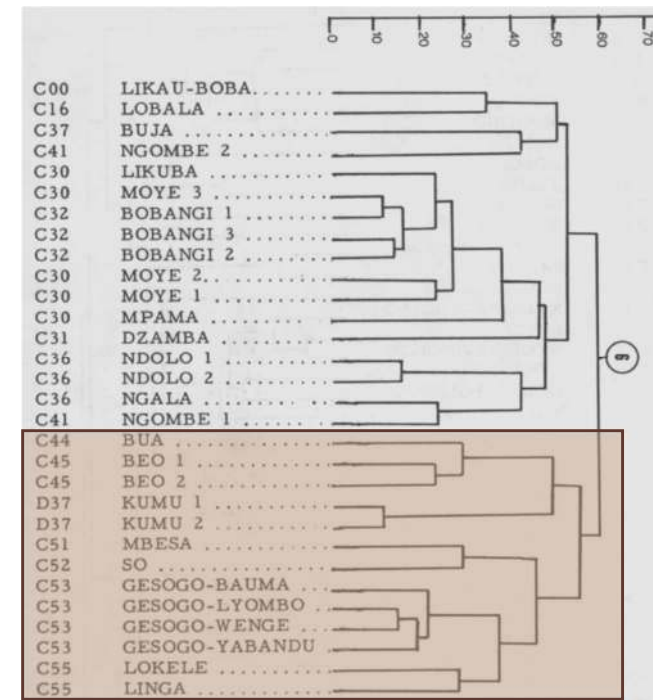 0 10 20 30 40 50 60 70
C00 LIKAU-BOBA........
C16 LOBALA ............
C37 BUJA ..............
C41 NGOMBE 2 ..........
C30 LIKUBA ............
C30 MOYE 3 ............
C32 BOBANGI 1 .........
C32 BOBANGI 3 .........
C32 BOBANGI 2 .........
C30 MOYE 2.............
C30 MOYE 1 ............
C30 MPAMA .............
C31 DZAMBA ............
C36 NDOLO 1 ...........
C36 NDOLO 2 ...........
C36 NGALA .............
C41 NGOMBE 1 ..........
C44 BUA ...............
C45 BEO 1 .............
C45 BEO 2 .............
D37 KUMU 1 ............
D37 KUMU 2 ............
C51 MBESA .............
C52 SO ................
C53 GESOGO-BAUMA ......
C53 GESOGO-LYOMBO ..
C53 GESOGO-WENGE ...
C53 GESOGO-YABANDU .
C55 LOKELE ............
C55 LINGA .............